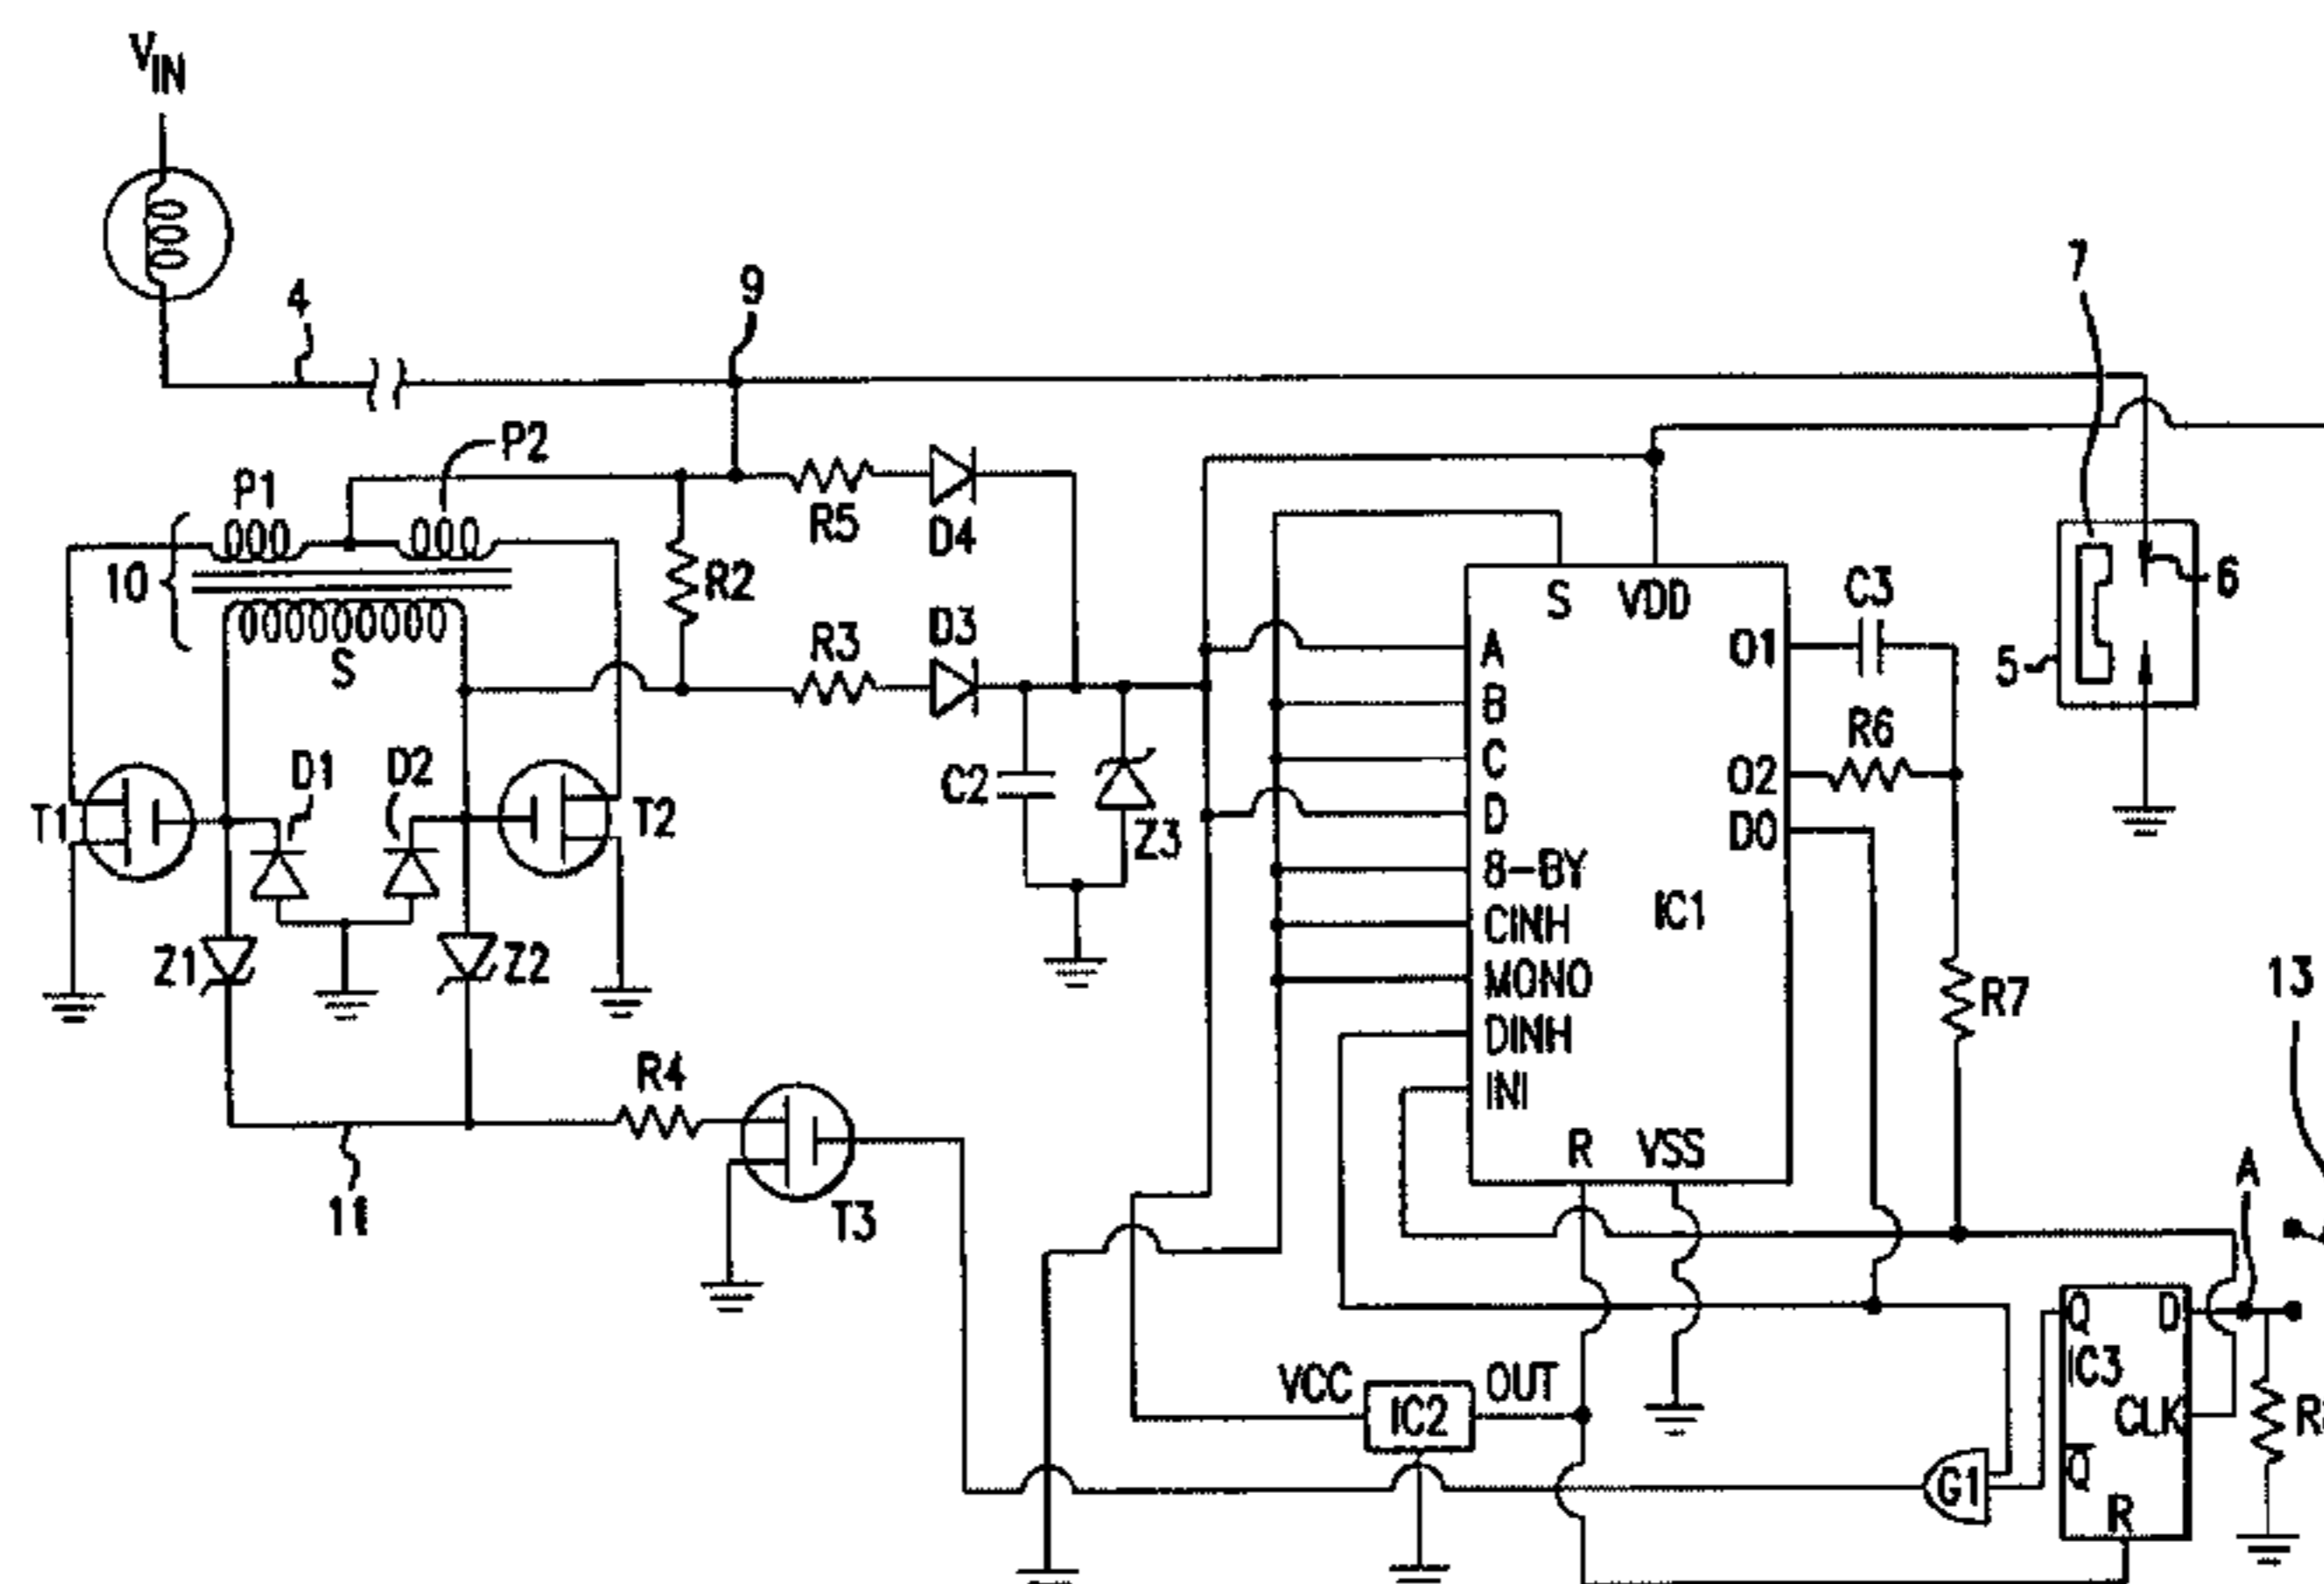 VIN
4
9
7
P2
P1
R5
D4
10
R2
S
VDD
C3
6
R3
D3
A
O1
5
S
B
R6
D1
D2
C2
C
O2
T1
T2
Z3
D
D0
8-BY
Z1
Z2
CINH
IC1
13
MONO
R7
DINH
R4
INI
R
VSS
A
11
T3
Q
D
VCC
OUT
IC3
IC2
CLK
Q̅
G1
R